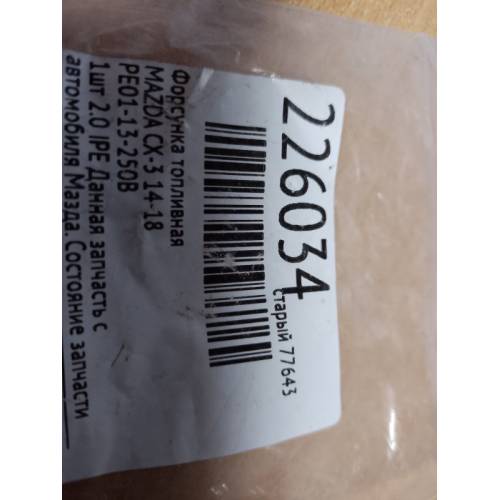 226034
старый 77643
Форсунка топливная
MAZDA CX-3 14-18
PE01-13-250B
1шт 2.0 |PE Данная запчасть с
автомобиля Мазда. Состояние запчасти